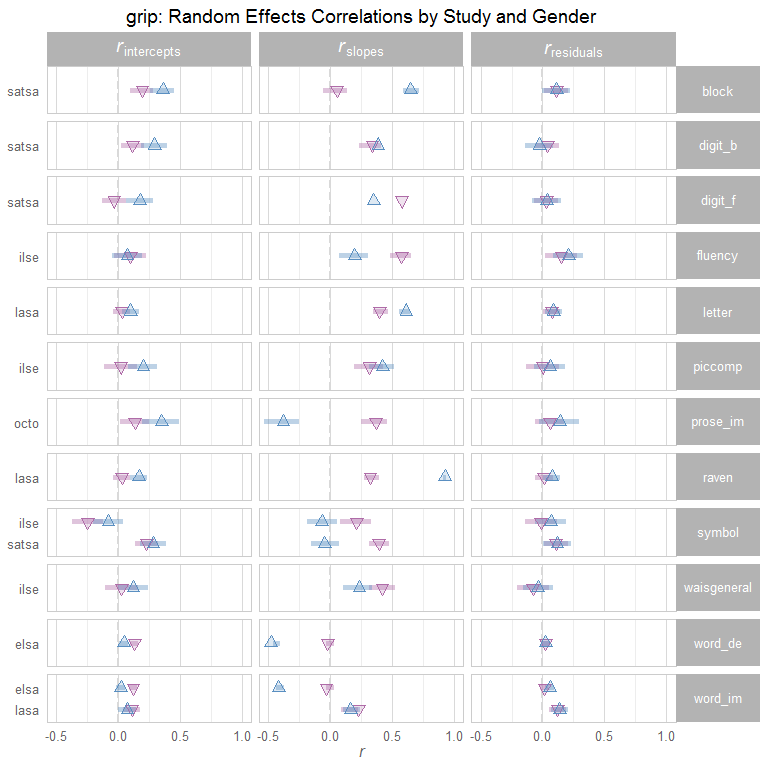 grip: Random Effects Correlations by Study and Gender
rintercepts rslopes rresiduals
satsa block
satsa digit_b
satsa digit_f
ilse fluency
lasa letter
ilse piccomp
octo prose_im
lasa raven
ilse symbol
satsa
ilse waisgeneral
elsa word_de
elsa word_im
lasa
-0.5 0.0 0.5 1.0 -0.5 0.0 0.5 1.0 -0.5 0.0 0.5 1.0
r